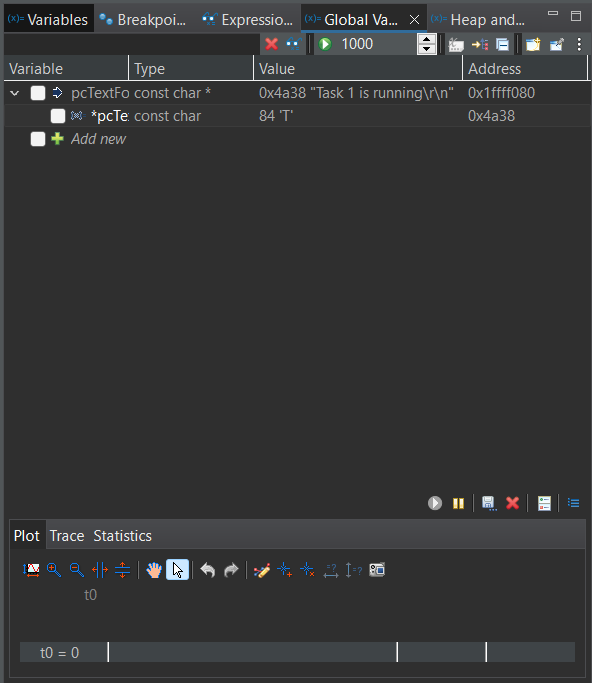 (x)= Variables Breakpoi... Expressio... (x)= Global Va... (x)= Heap and...
1000
Variable Type Value Address
pcTextFo const char * 0x4a38 "Task 1 is running\r\n" 0x1ffff080
*pcTe: const char 84 'T' 0x4a38
Add new
Plot Trace Statistics
t0
t0 = 0